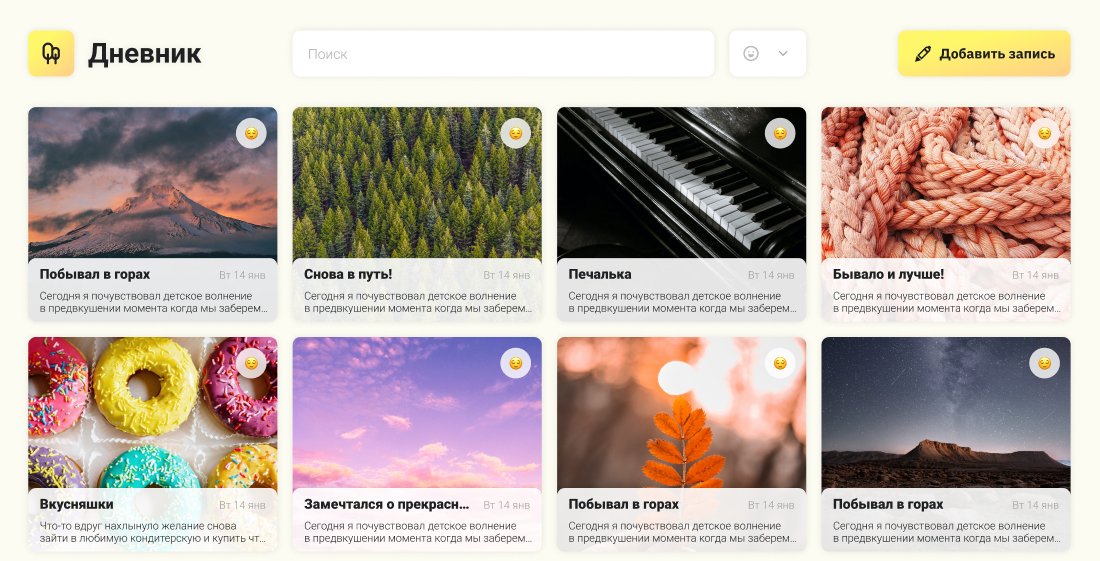 Дневник
Поиск
Добавить запись
Побывал в горах Вт 14 янв
Сегодня я почувствовал детское волнение
в предвкушении момента когда мы заберем...
Снова в путь! Вт 14 янв
Сегодня я почувствовал детское волнение
в предвкушении момента когда мы заберем...
Печалька Вт 14 янв
Сегодня я почувствовал детское волнение
в предвкушении момента когда мы заберем...
Бывало и лучше! Вт 14 янв
Сегодня я почувствовал детское волнение
в предвкушении момента когда мы заберем...
Вкусняшки Вт 14 янв
Что-то вдруг нахлынуло желание снова
зайти в любимую кондитерскую и купить чт...
Замечтался о прекрасн... Вт 14 янв
Сегодня я почувствовал детское волнение
в предвкушении момента когда мы заберем...
Побывал в горах Вт 14 янв
Сегодня я почувствовал детское волнение
в предвкушении момента когда мы заберем...
Побывал в горах Вт 14 янв
Сегодня я почувствовал детское волнение
в предвкушении момента когда мы заберем...